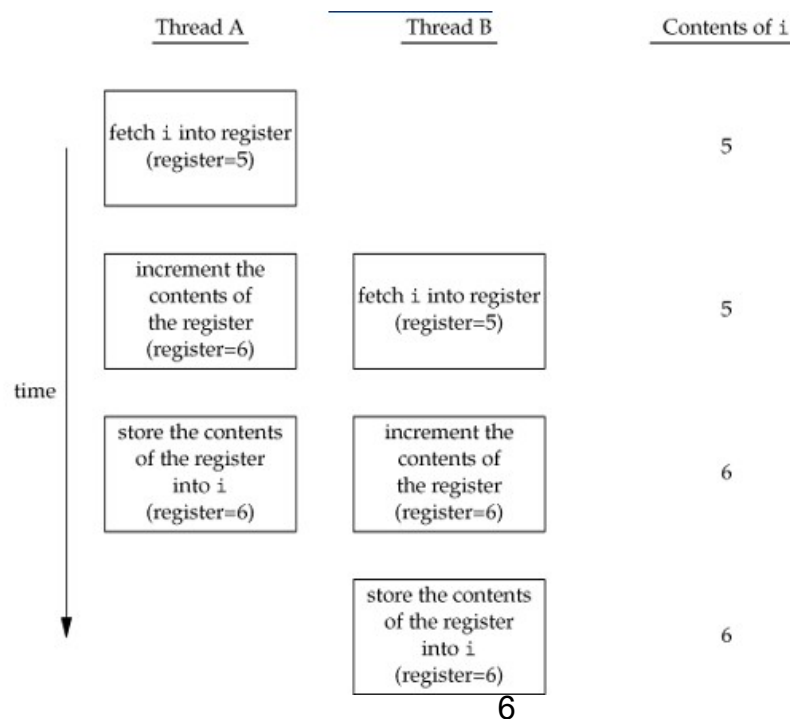 Thread A
Thread B
Contents of i
fetch i into register
(register=5)
5
increment the
contents of
the register
(register=6)
fetch i into register
(register=5)
5
time
store the contents
of the register
into i
(register=6)
increment the
contents of
the register
(register=6)
6
store the contents
of the register
into i
(register=6)
6
6